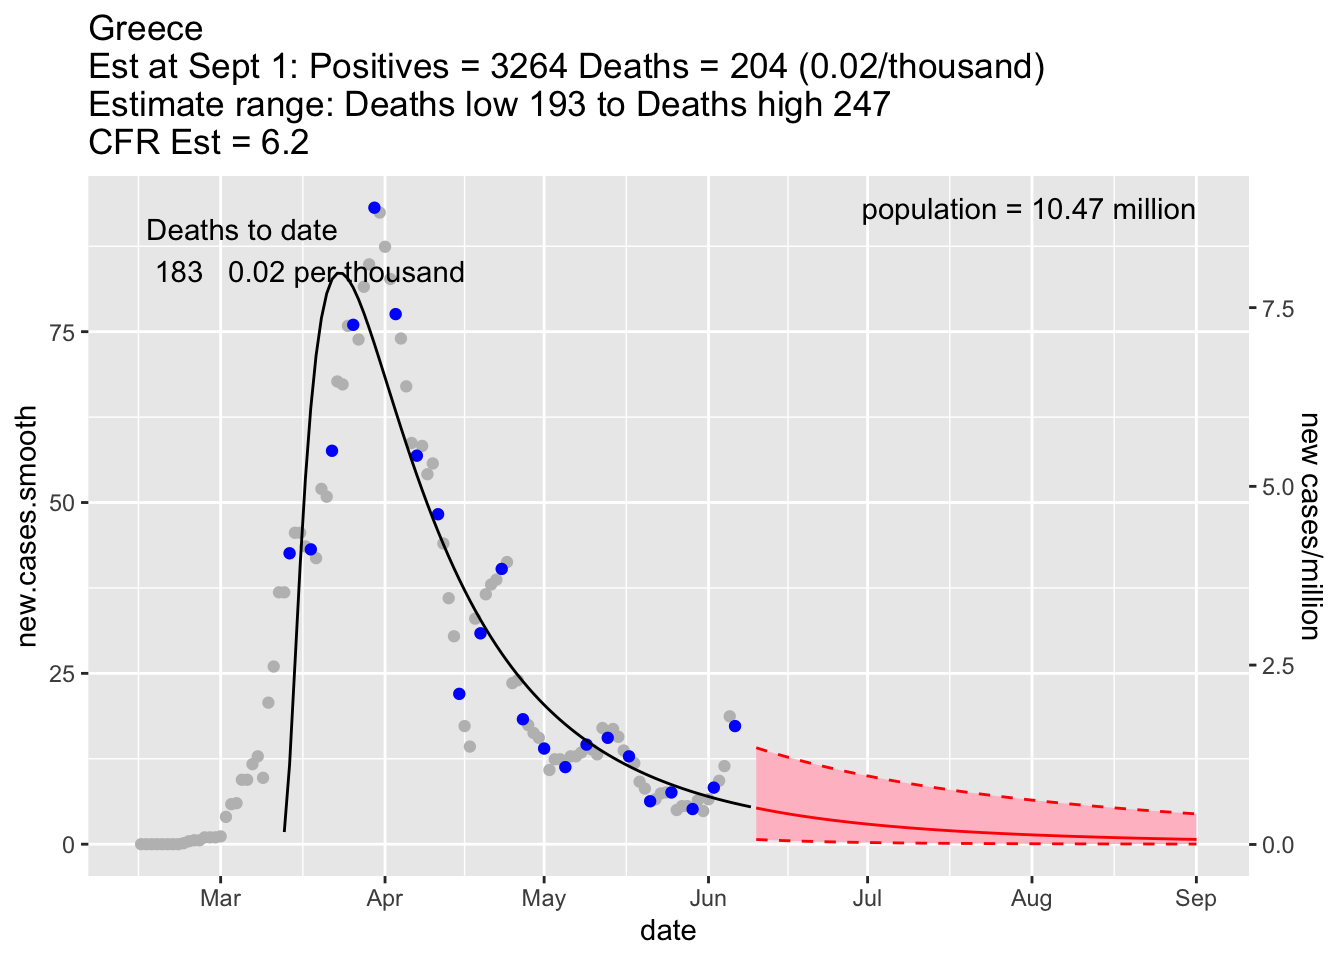 Greece
Est at Sept 1: Positives = 3264 Deaths = 204 (0.02/thousand)
Estimate range: Deaths low 193 to Deaths high 247
CFR Est = 6.2
population = 10.47 million
Deaths to date
183 0.02 per thousand
new.cases.smooth
75
50
25
0
7.5
5.0
2.5
0.0
new cases/million
Mar Apr May Jun Jul Aug Sep
date